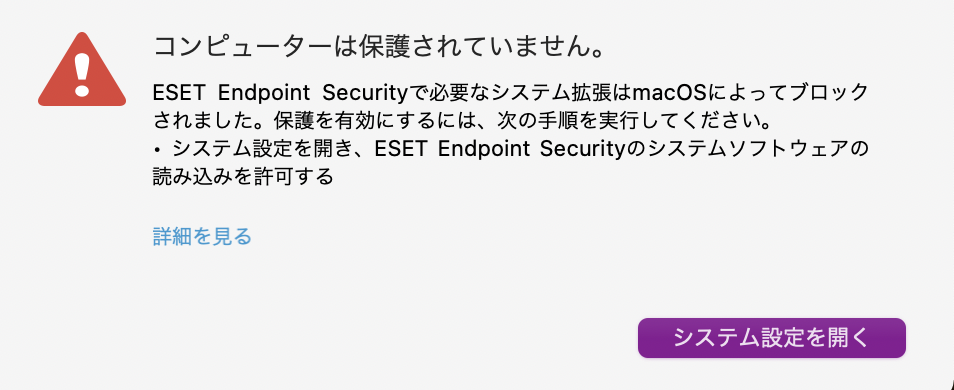 コンピューターは保護されていません。
ESET Endpoint Securityで必要なシステム拡張はmacOSによってブロック
されました。保護を有効にするには、次の手順を実行してください。
• システム設定を開き、ESET Endpoint Securityのシステムソフトウェアの
読み込みを許可する
詳細を見る
システム設定を開く